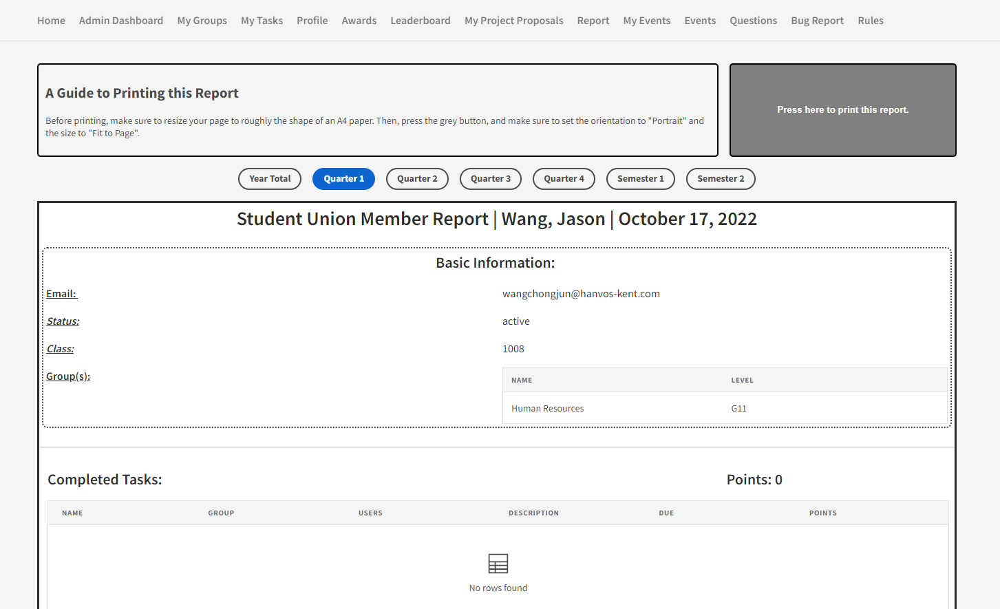 Home Admin Dashboard My Groups My Tasks Profile Awards Leaderboard My Project Proposals Report My Events Events Questions Bug Report Rules
A Guide to Printing this Report
Before printing, make sure to resize your page to roughly the shape of an A4 paper. Then, press the grey button, and make sure to set the orientation to "Portrait" and
the size to "Fit to Page".
Press here to print this report.
Year Total Quarter 1 Quarter 2 Quarter 3 Quarter 4 Semester 1 Semester 2
Student Union Member Report | Wang, Jason | October 17, 2022
Basic Information:
Email: wangchongjun@hanvos-kent.com
Status: active
Class: 1008
Group(s):
NAME LEVEL
Human Resources G11
Completed Tasks: Points: 0
NAME GROUP USERS DESCRIPTION DUE POINTS
No rows found